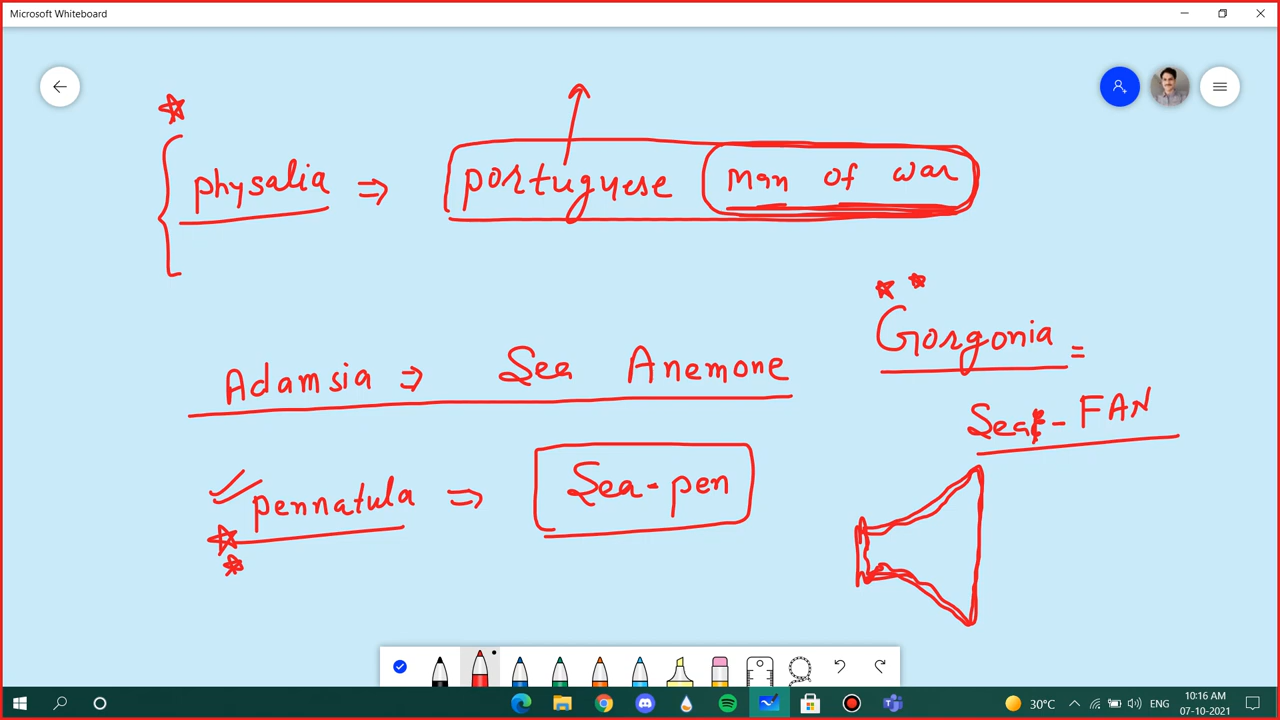 Microsoft Whiteboard
physalia ⇒ portuguese man of war
Gorgonia =
Sea - FAN
Adamsia ⇒ Sea Anemone
pennatula ⇒ Sea-pen
30°C
ENG
10:16 AM
07-10-2021